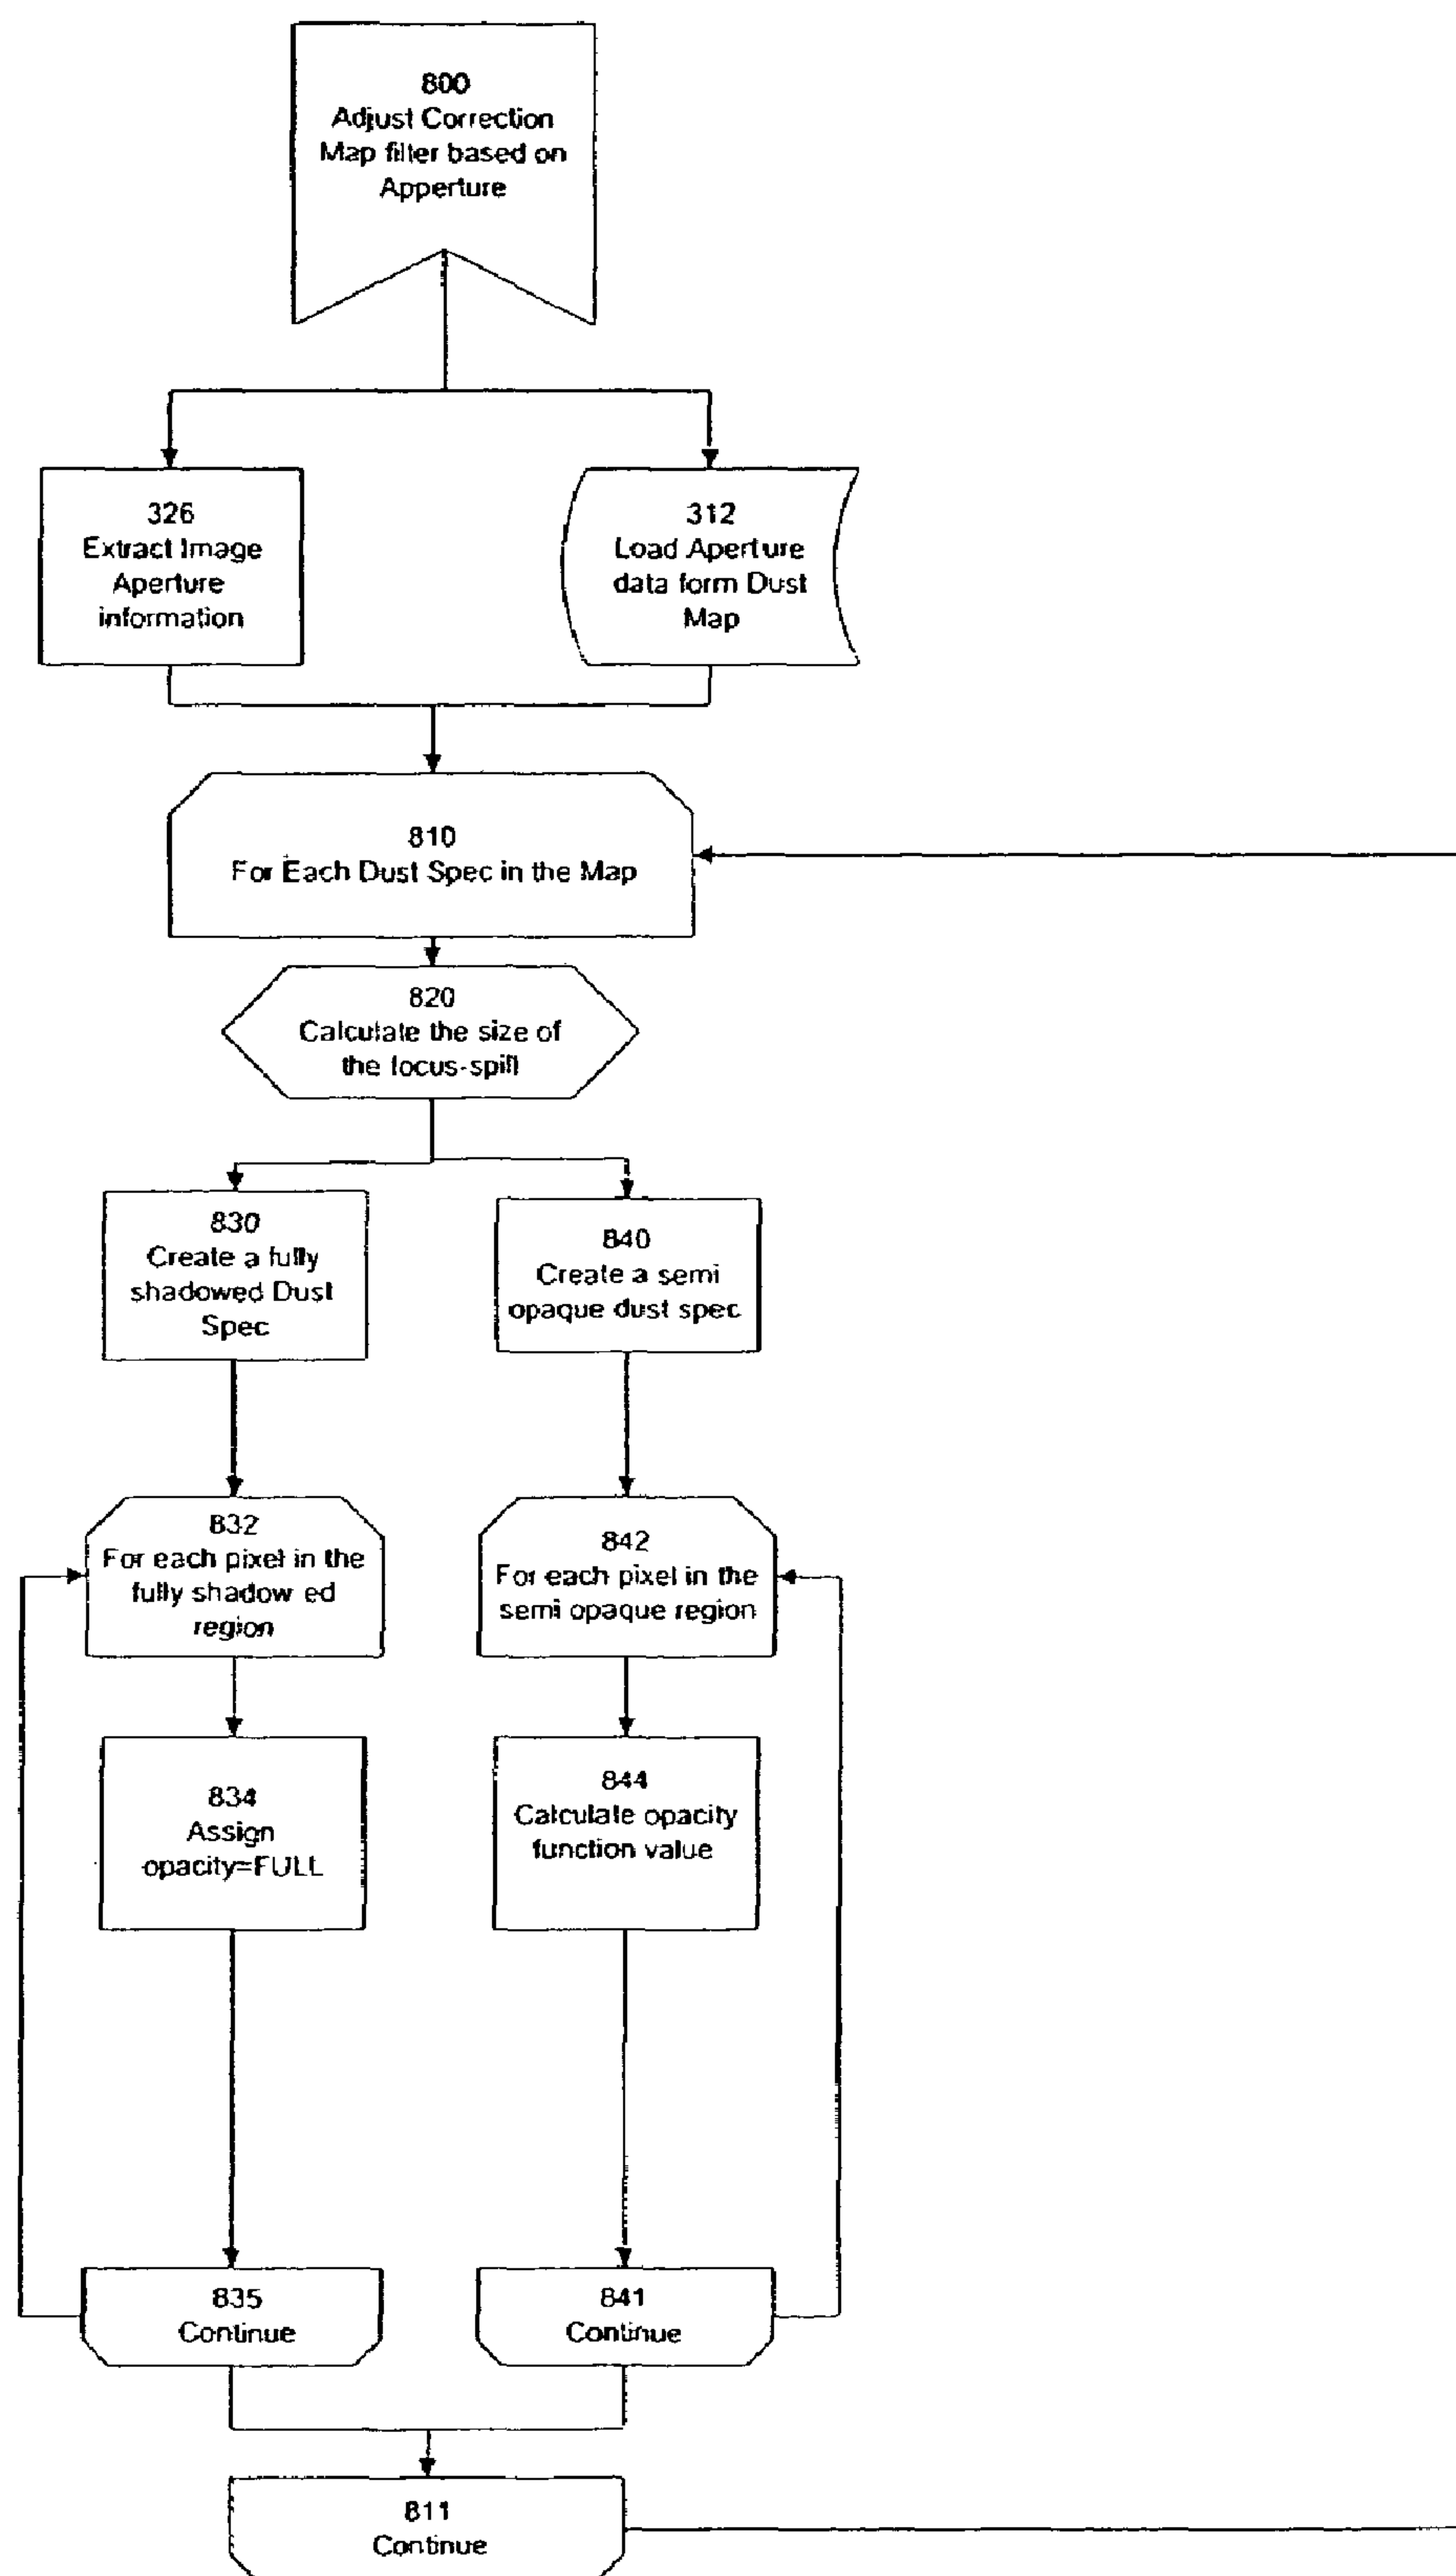 800
Adjust Correction
Map filter based on
Apperture
326
Extract Image
Aperture
information
312
Load Aperture
data form Dust
Map
810
For Each Dust Spec in the Map
820
Calculate the size of
the focus-spill
830
Create a fully
shadowed Dust
Spec
840
Create a semi
opaque dust spec
832
For each pixel in the
fully shadow ed
region
842
For each pixel in the
semi opaque region
834
Assign
opacity=FULL
844
Calculate opacity
function value
835
Continue
841
Continue
811
Continue